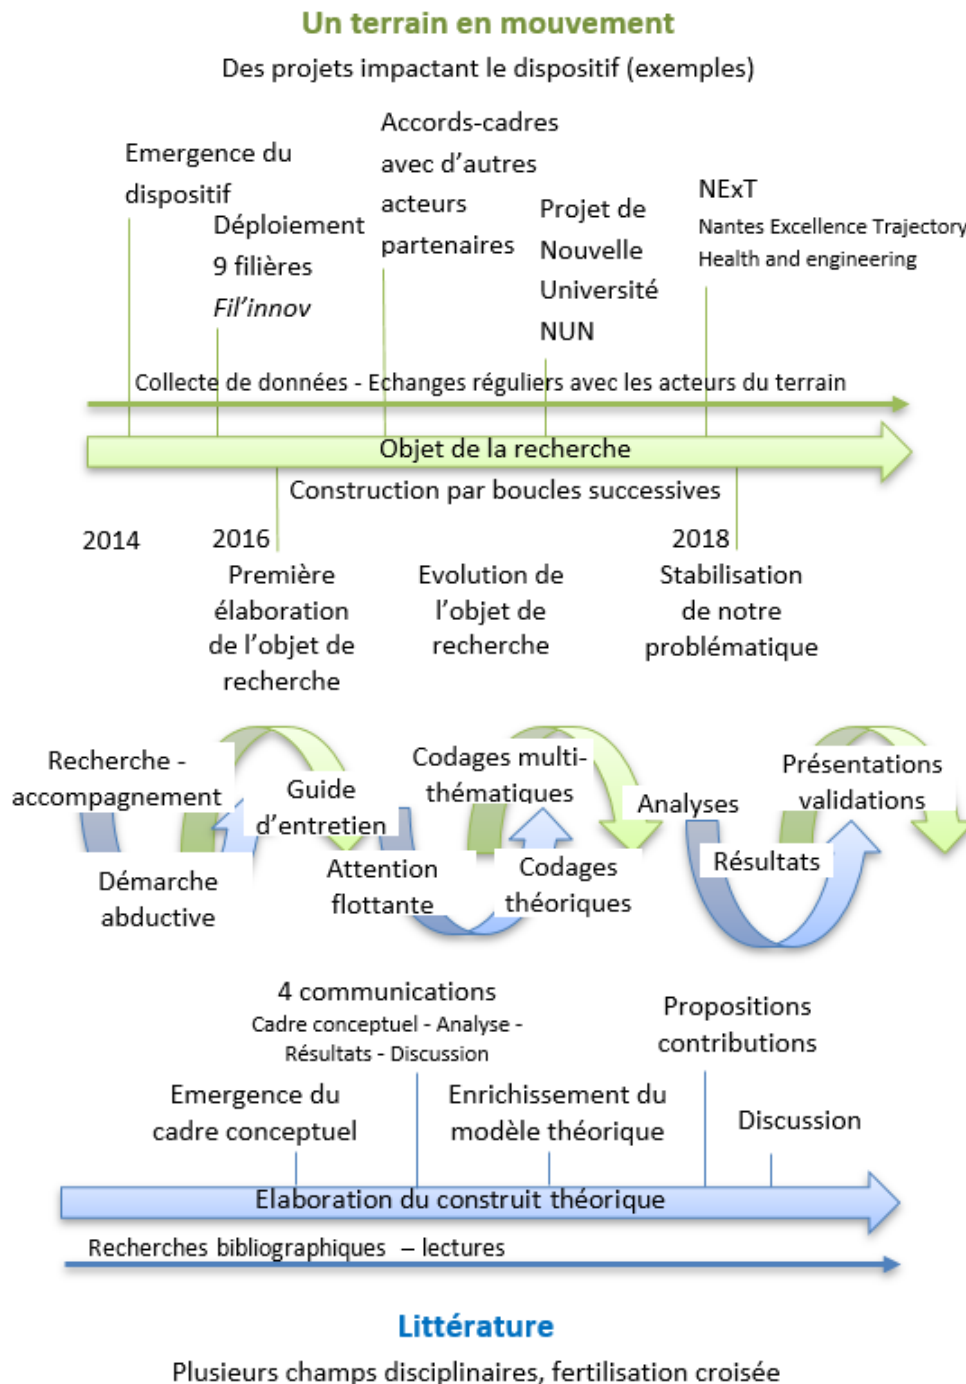 Un terrain en mouvement
Des projets impactant le dispositif (exemples)
Emergence du
dispositif
Déploiement
9 filières
Fil’innov
Accords-cadres
avec d’autres
acteurs
partenaires
Projet de
Nouvelle
Université
NUN
NExT
Nantes Excellence Trajectory
Health and engineering
Collecte de données - Echanges réguliers avec les acteurs du terrain
Objet de la recherche
Construction par boucles successives
2014
2016
Première
élaboration
de l’objet de
recherche
Evolution de
l’objet de
recherche
2018
Stabilisation
de notre
problématique
Recherche -
accompagnement
Démarche
abductive
Guide
d’entretien
Attention
flottante
Codages multi-
thématiques
Codages
théoriques
Analyses
Résultats
Présentations
validations
4 communications
Cadre conceptuel - Analyse -
Résultats - Discussion
Propositions
contributions
Emergence du
cadre conceptuel
Enrichissement du
modèle théorique
Discussion
Elaboration du construit théorique
Recherches bibliographiques – lectures
Littérature
Plusieurs champs disciplinaires, fertilisation croisée